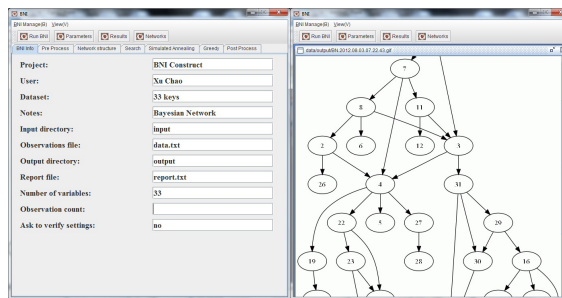 BNI
BNI Manage(B) View(V)
Run BNI Parameters Results Networks
BNI Info Pre Process Network structure Search Simulated Annealing Greedy Post Process
Project: BNI Construct
User: Xu Chao
Dataset: 33 keys
Notes: Bayesian Network
Input directory: input
Observations file: data.txt
Output directory: output
Report file: report.txt
Number of variables: 33
Observation count:
Ask to verify settings: no
BNI
BNI Manage(B) View(V)
Run BNI Parameters Results Networks
7
8 11
2 6 12 3
26 4 31
22 5 27 29
19 23 28 30 16